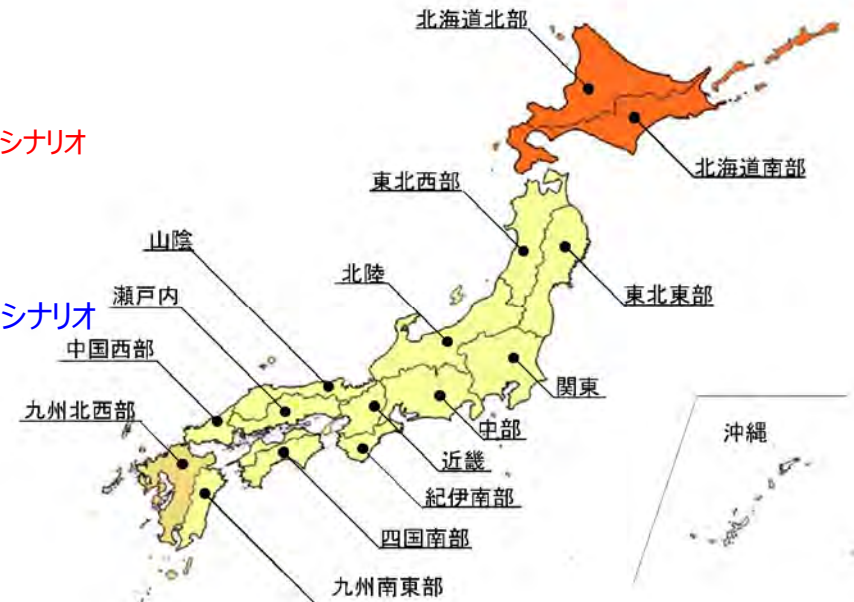 北海道北部
シナリオ
北海道南部
東北西部
山陰
北陸
東北東部
瀬戸内
シナリオ
中国西部
関東
九州北西部
中部
沖縄
近畿
紀伊南部
四国南部
九州南東部